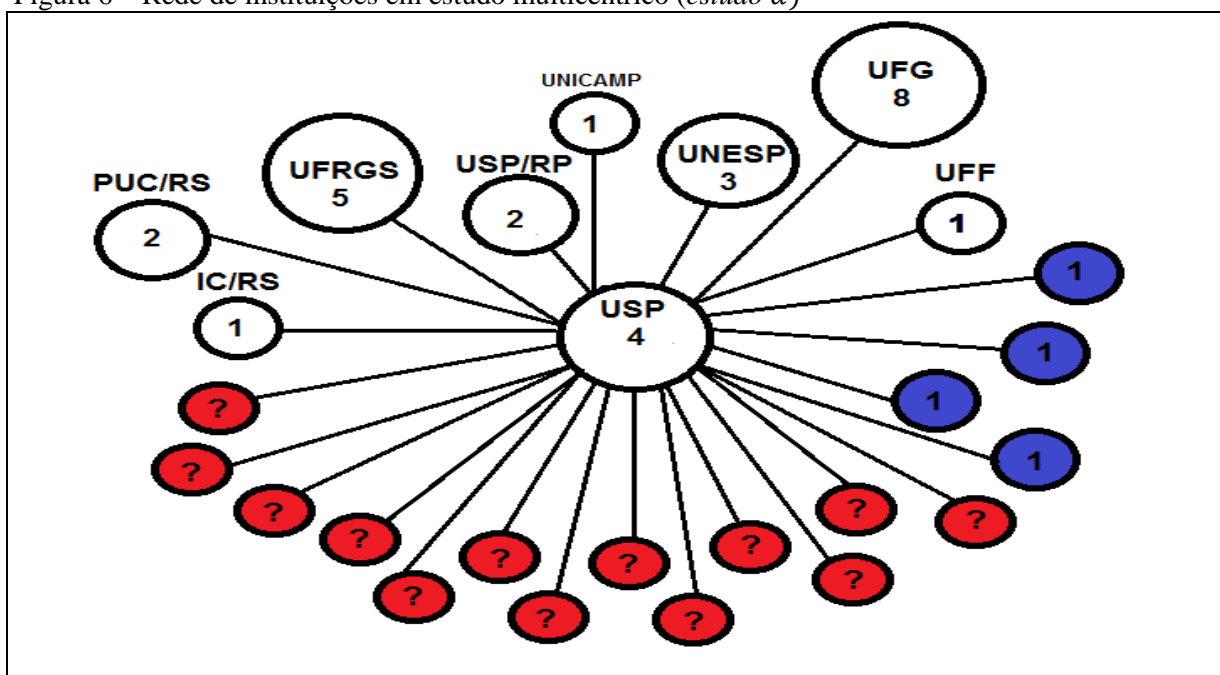 Figura – Rede de instituições em estudo multicêntrico (estudo α)
UNICAMP
1
UFG
8
UFRGS
5
USP/RP
2
UNESP
3
PUC/RS
2
UFF
1
IC/RS
1
USP
4
1
1
1
1
?
?
?
?
?
?
?
?
?
?
?
?
?